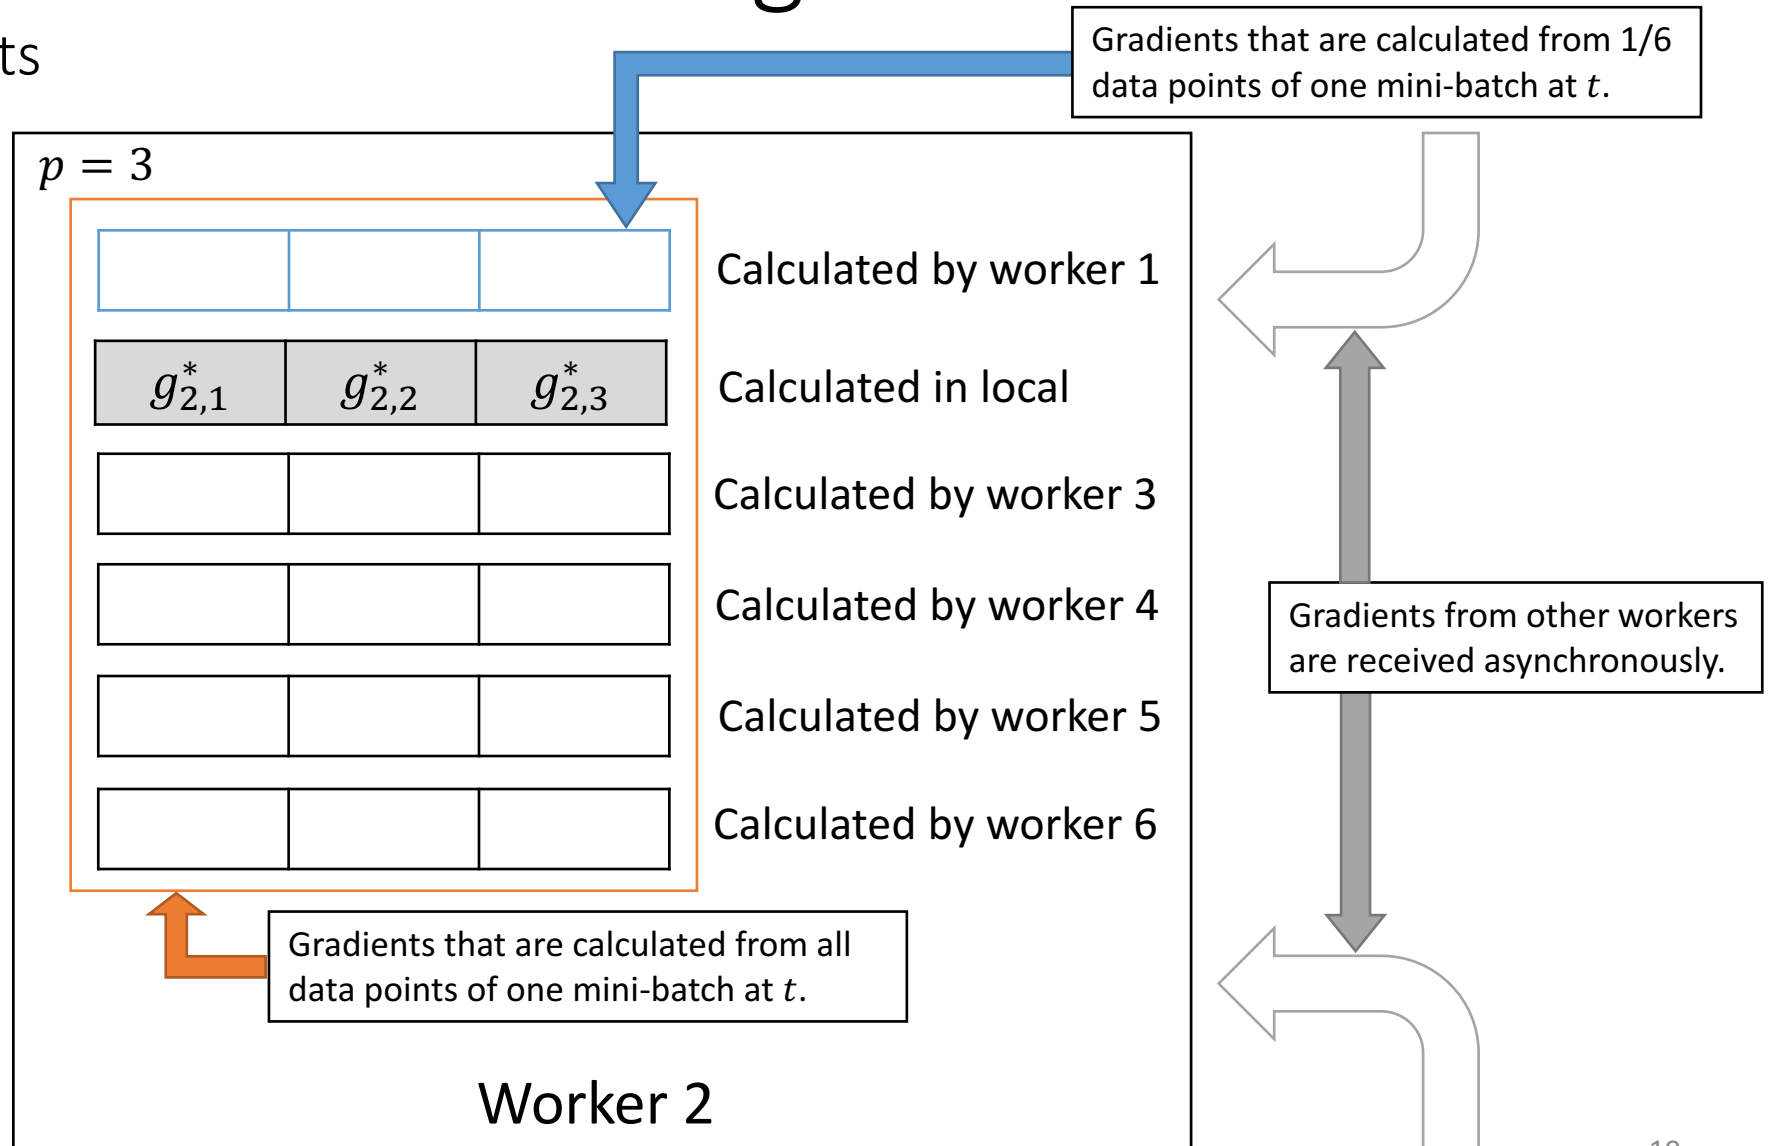 ts
Gradients that are calculated from 1/6
data points of one mini-batch at t.
p = 3
Calculated by worker 1
g*2,1 g*2,2 g*2,3 Calculated in local
Calculated by worker 3
Calculated by worker 4
Calculated by worker 5
Calculated by worker 6
Gradients from other workers
are received asynchronously.
Gradients that are calculated from all
data points of one mini-batch at t.
Worker 2